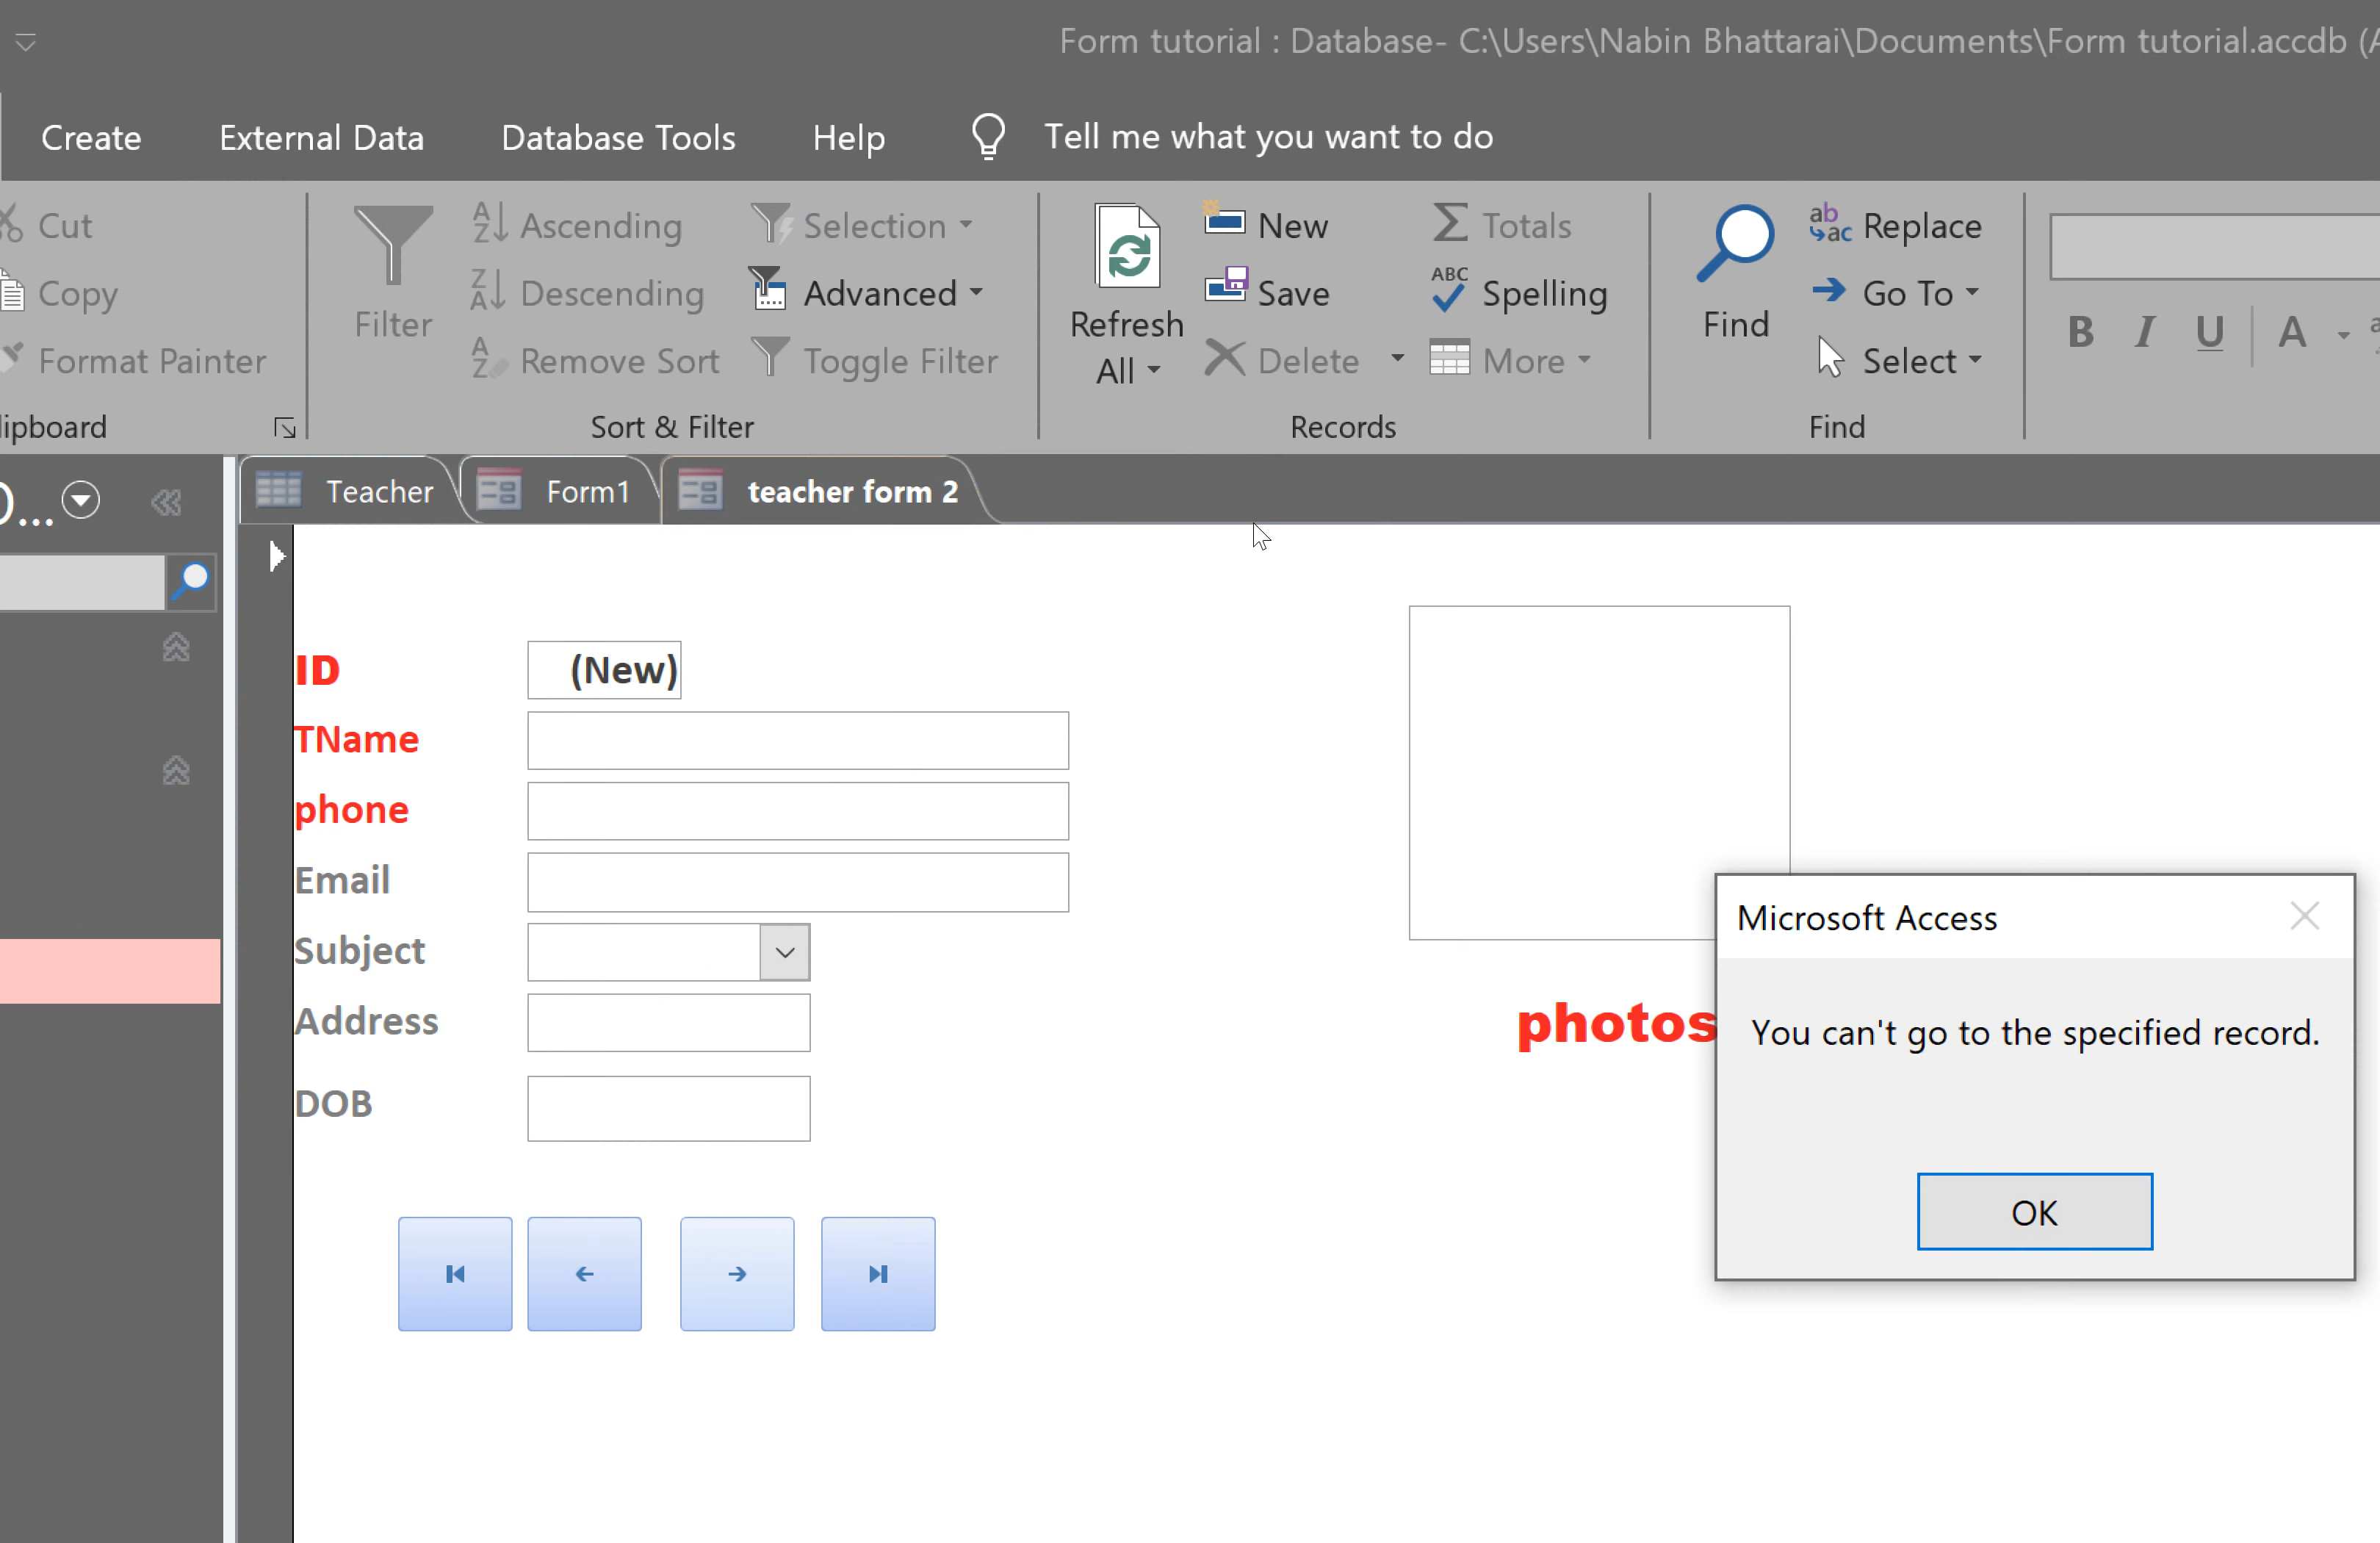 Form tutorial : Database- C:\Users\Nabin Bhattarai\Documents\Form tutorial.accdb (A
Create External Data Database Tools Help Tell me what you want to do
Cut
Copy
Format Painter
lipboard
Filter
Ascending
Descending
Remove Sort
Selection
Advanced
Toggle Filter
Sort & Filter
Refresh
All
New
Save
Delete
Totals
Spelling
More
Records
Find
Replace
Go To
Select
Find
B I U A
Teacher Form1 teacher form 2
ID (New)
TName
phone
Email
Subject
Address
DOB
photos
Microsoft Access
You can't go to the specified record.
OK